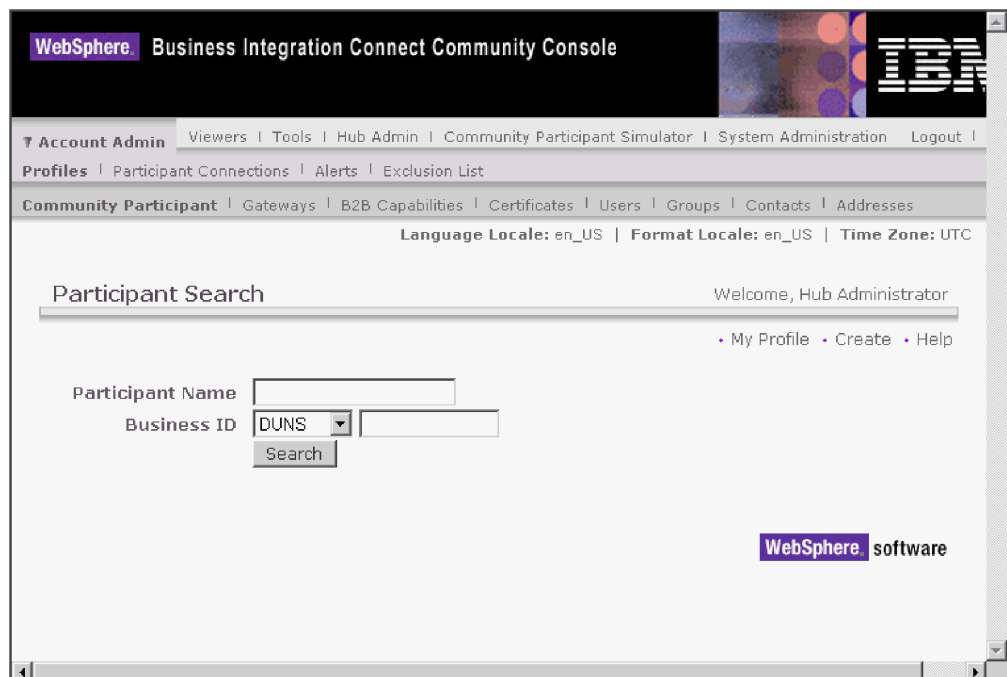 WebSphere. Business Integration Connect Community Console
IBM
Account Admin Viewers | Tools | Hub Admin | Community Participant Simulator | System Administration Logout |
Profiles | Participant Connections | Alerts | Exclusion List
Community Participant | Gateways | B2B Capabilities | Certificates | Users | Groups | Contacts | Addresses
Language Locale: en_US | Format Locale: en_US | Time Zone: UTC
Participant Search Welcome, Hub Administrator
• My Profile • Create • Help
Participant Name
Business ID DUNS
Search
WebSphere. software